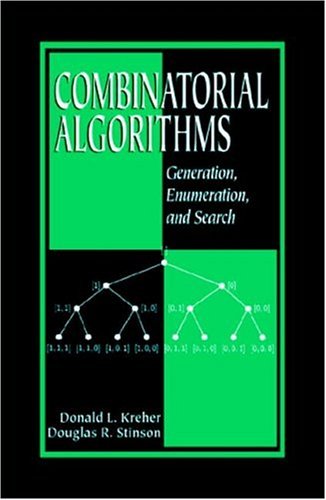 COMBINATORIAL
ALGORITHMS
Generation,
Enumeration,
and Search
[1] [0]
[1,1] [1,0] [0,1] [0,0]
[1,1,1] [1,1,0] [1,0,1] [1,0,0] [0,1,1] [0,1,0] [0,0,1] [0,0,0]
Donald L. Kreher
Douglas R. Stinson